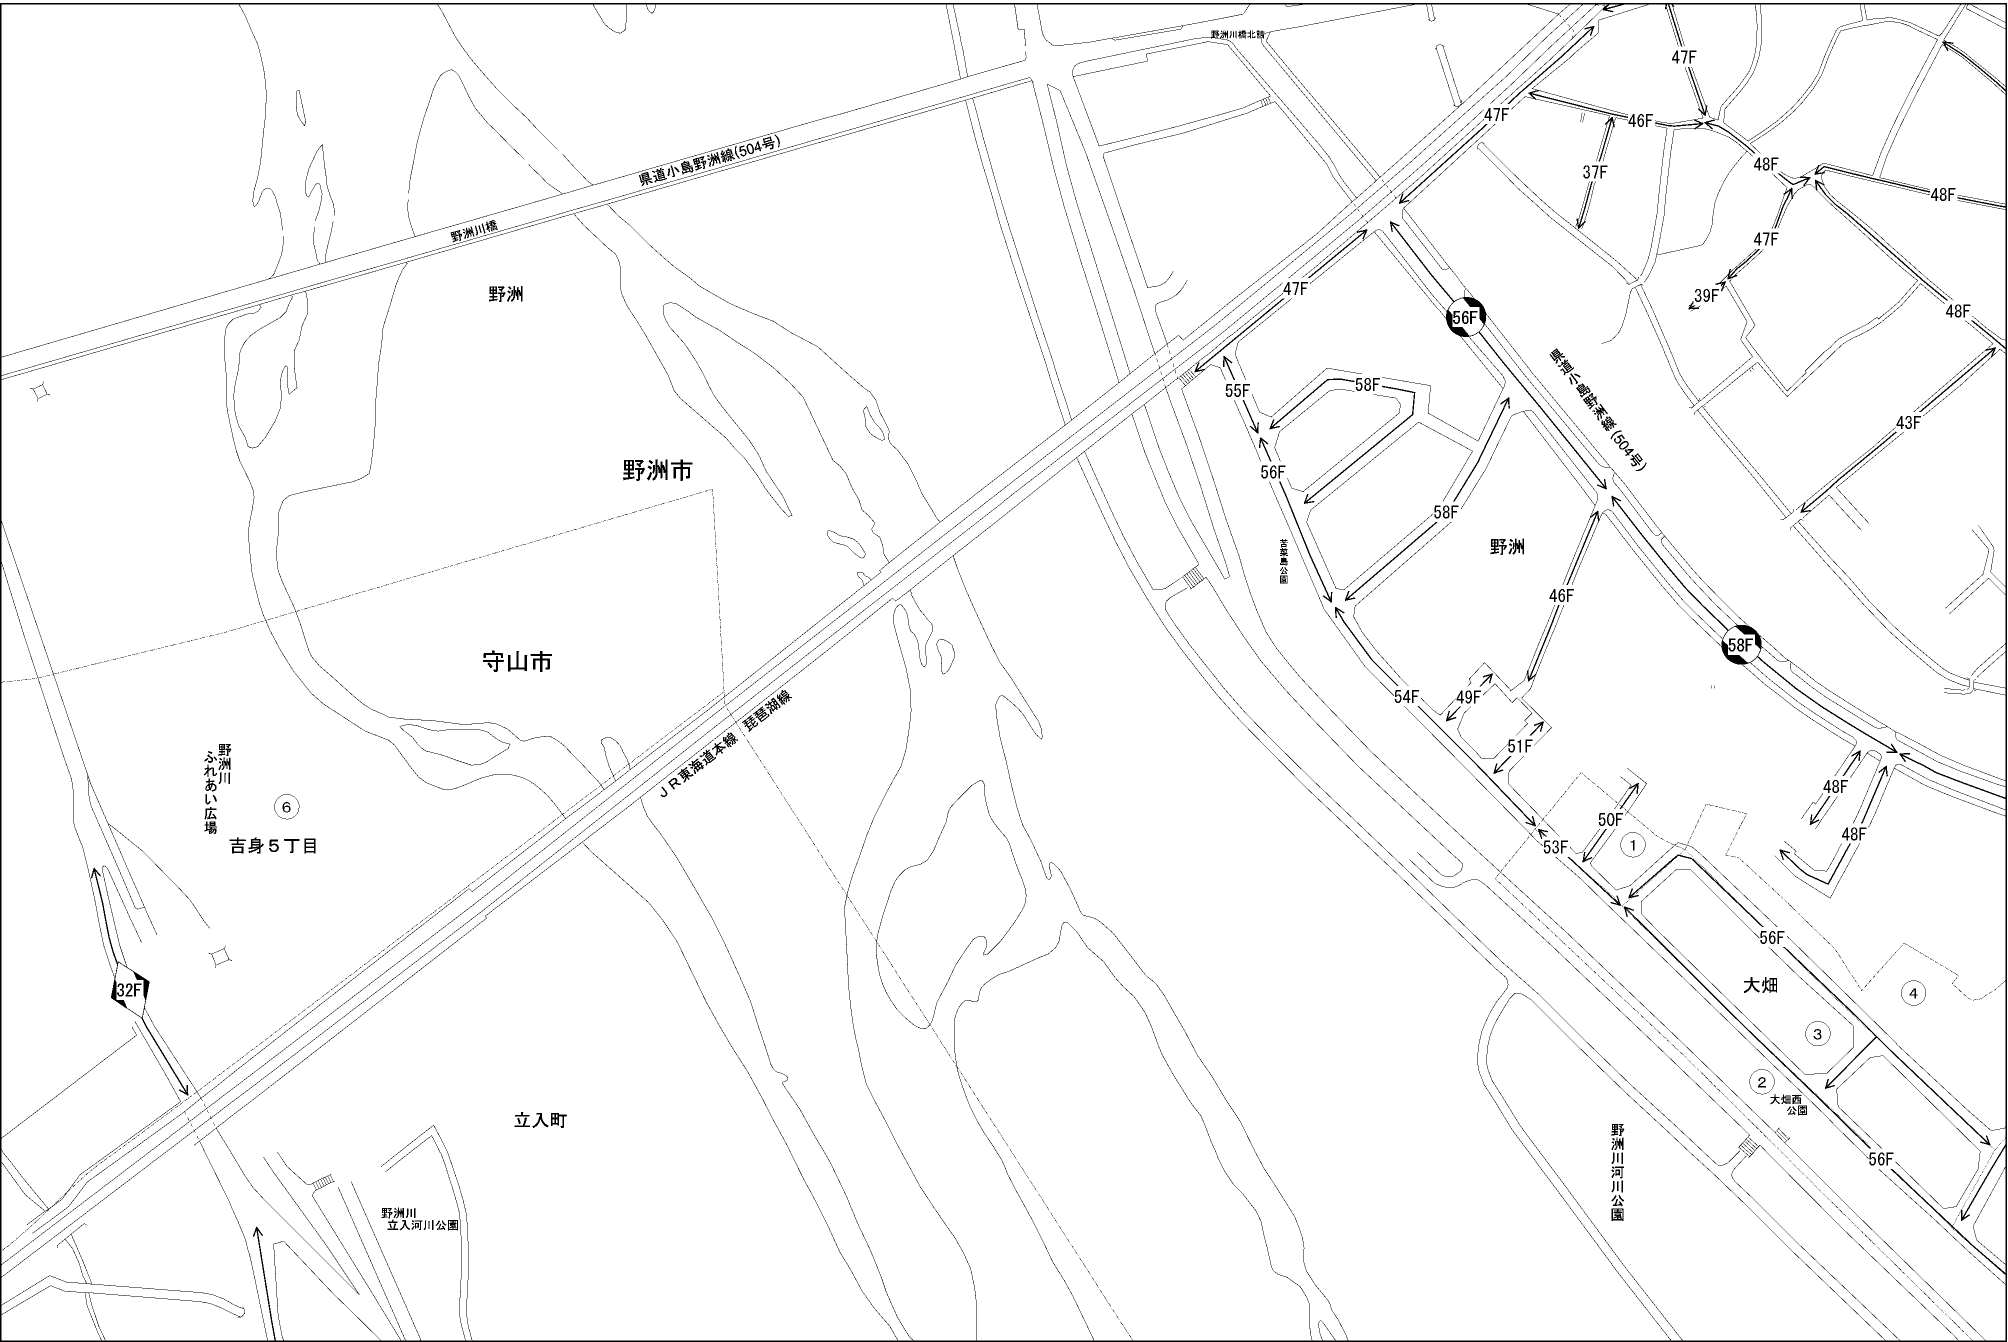 野洲川橋北詰
47F
47F
46F
48F
37F
48F
県道小島野洲線(504号)
野洲川橋
47F
39F
48F
野洲
47F
56F
県道小島野洲線(504号)
55F
58F
43F
野洲市
56F
58F
苫菜島公園
野洲
46F
58F
守山市
54F
49F
51F
JR東海道本線 琵琶湖線
野洲川
ふれあい広場
6
吉身5丁目
48F
50F
53F
1
48F
56F
大畑
4
32F
3
2
大畑西
公園
立入町
野洲川河川公園
56F
野洲川
立入河川公園